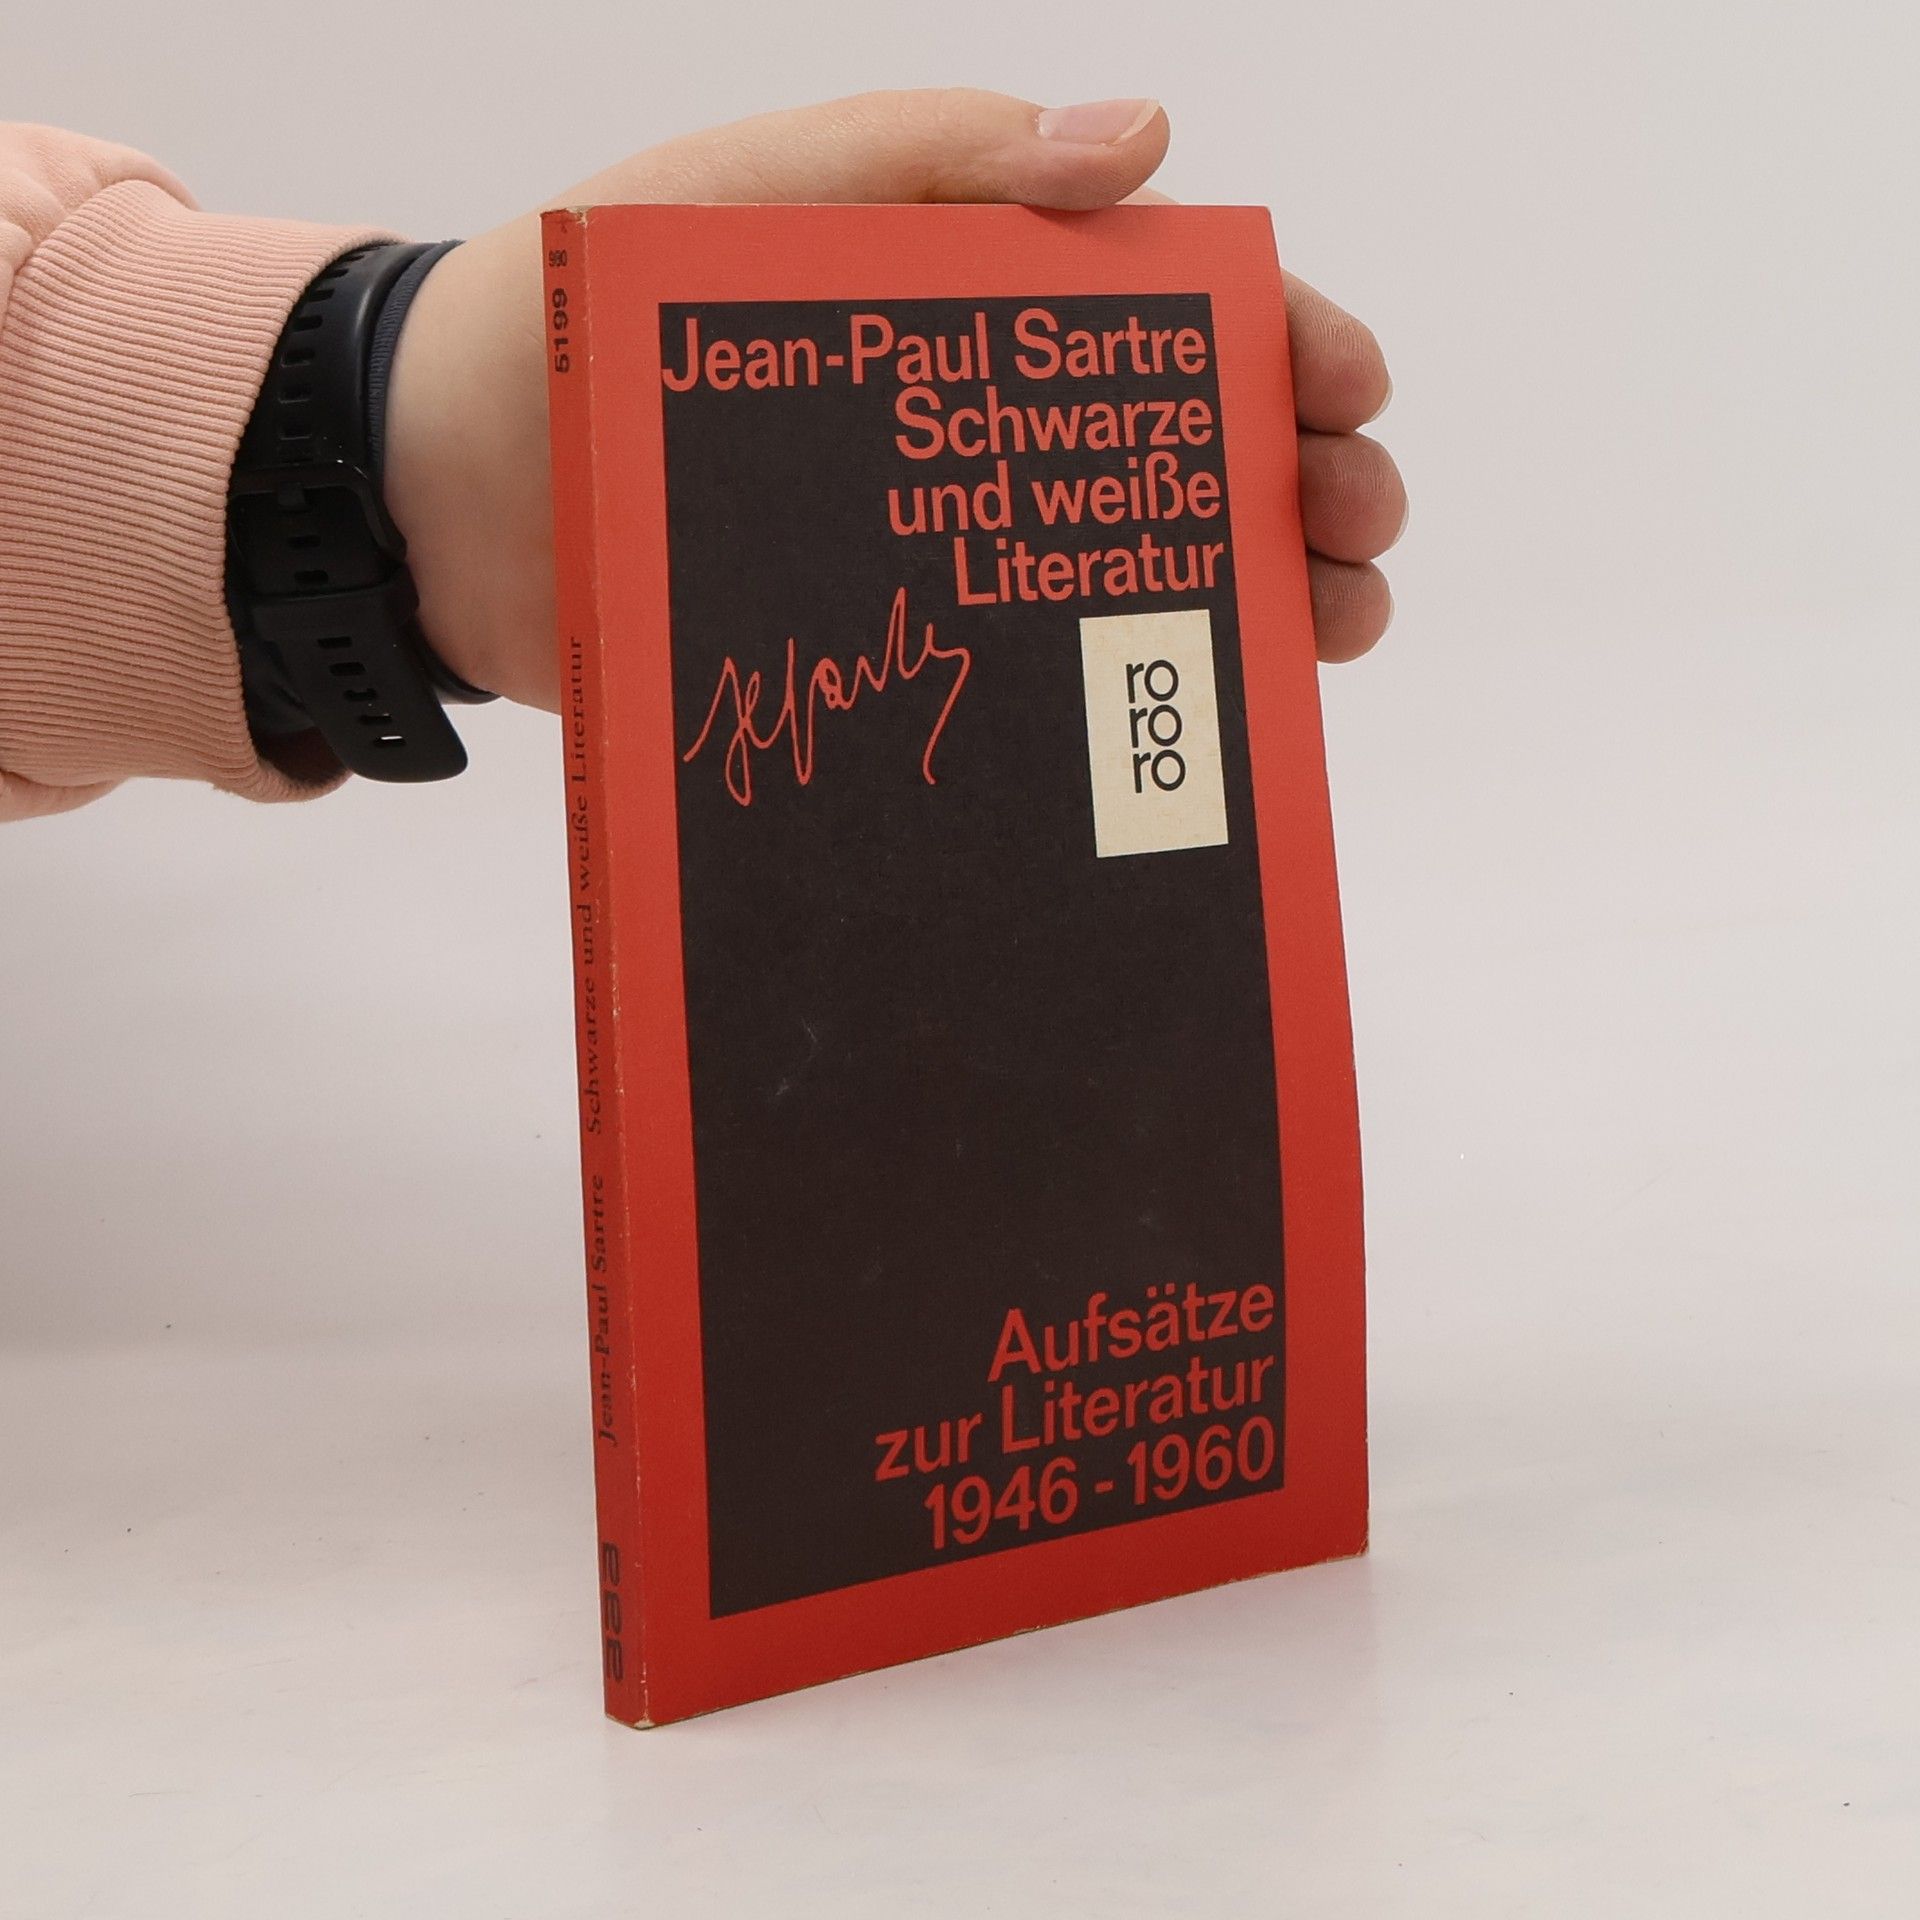 Jean-Paul Sartre
Schwarze
und weiße
Literatur
ro
ro
ro
Aufsätze
zur Literatur
1946 - 1960
Jean-Paul Sartre Schwarze und weiße Literatur
5199
980